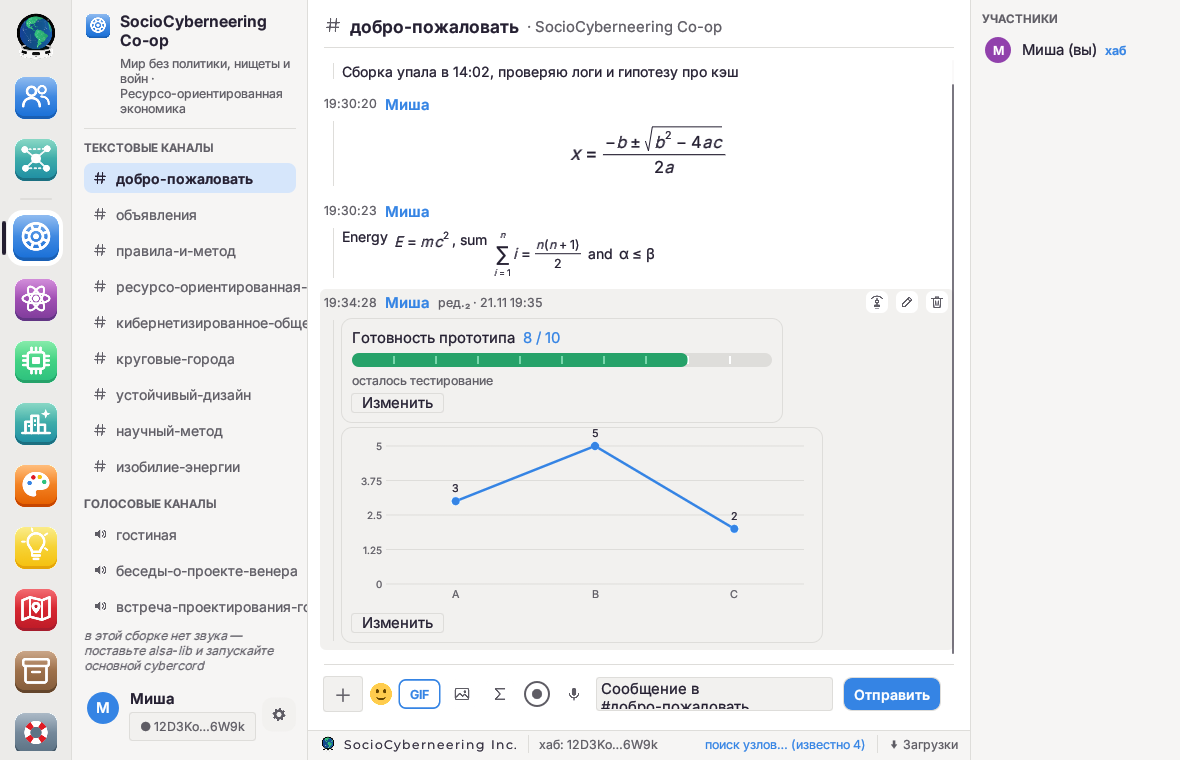 SocioCyberneering
Co-op
Мир без политики, нищеты и
войн ·
Ресурсо-ориентированная
экономика
ТЕКСТОВЫЕ КАНАЛЫ
# добро-пожаловать
# объявления
# правила-и-метод
# ресурсо-ориентированная-
# кибернетизированное-обще
# круговые-города
# устойчивый-дизайн
# научный-метод
# изобилие-энергии
ГОЛОСОВЫЕ КАНАЛЫ
гостиная
беседы-о-проекте-венера
встреча-проектирования-го
в этой сборке нет звука —
поставьте alsa-lib и запускайте
основной cybercord
М
Миша
12D3Ko…6W9k
# добро-пожаловать · SocioCyberneering Co-op
Сборка упала в 14:02, проверяю логи и гипотезу про кэш
19:30:20 Миша
x = (−b ± √(b² − 4ac)) / 2a
19:30:23 Миша
Energy E = mc², sum ∑ i=1 n i = n(n + 1) / 2 and α ≤ β
19:34:28 Миша ред.₂ · 21.11 19:35
Готовность прототипа 8 / 10
осталось тестирование
Изменить
5
3.75
2.5
1.25
0
3
5
2
A B C
Изменить
GIF
Сообщение в
#добро-пожаловать
Отправить
SocioCyberneering Inc.
хаб: 12D3Ko…6W9k
поиск узлов… (известно 4)
Загрузки
УЧАСТНИКИ
М
Миша (вы) хаб